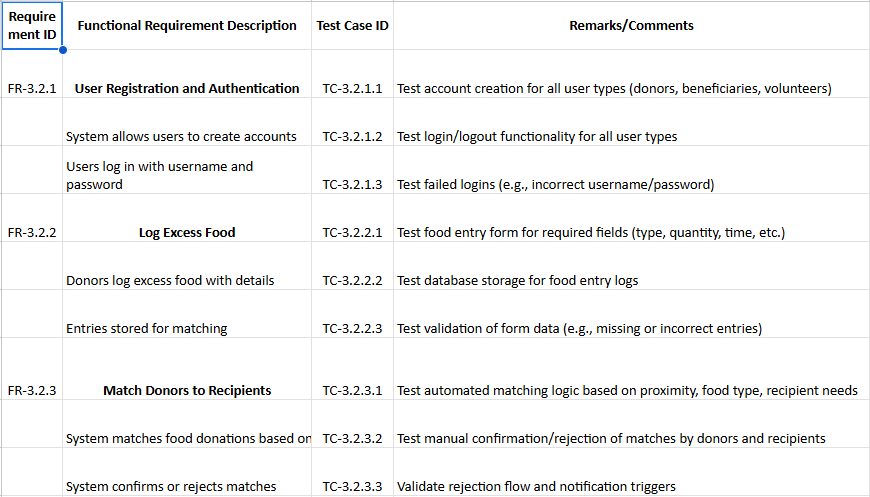 Require
ment ID Functional Requirement Description Test Case ID Remarks/Comments
FR-3.2.1 User Registration and Authentication TC-3.2.1.1 Test account creation for all user types (donors, beneficiaries, volunteers)
System allows users to create accounts TC-3.2.1.2 Test login/logout functionality for all user types
Users log in with username and
password TC-3.2.1.3 Test failed logins (e.g., incorrect username/password)
FR-3.2.2 Log Excess Food TC-3.2.2.1 Test food entry form for required fields (type, quantity, time, etc.)
Donors log excess food with details TC-3.2.2.2 Test database storage for food entry logs
Entries stored for matching TC-3.2.2.3 Test validation of form data (e.g., missing or incorrect entries)
FR-3.2.3 Match Donors to Recipients TC-3.2.3.1 Test automated matching logic based on proximity, food type, recipient needs
System matches food donations based on TC-3.2.3.2 Test manual confirmation/rejection of matches by donors and recipients
System confirms or rejects matches TC-3.2.3.3 Validate rejection flow and notification triggers